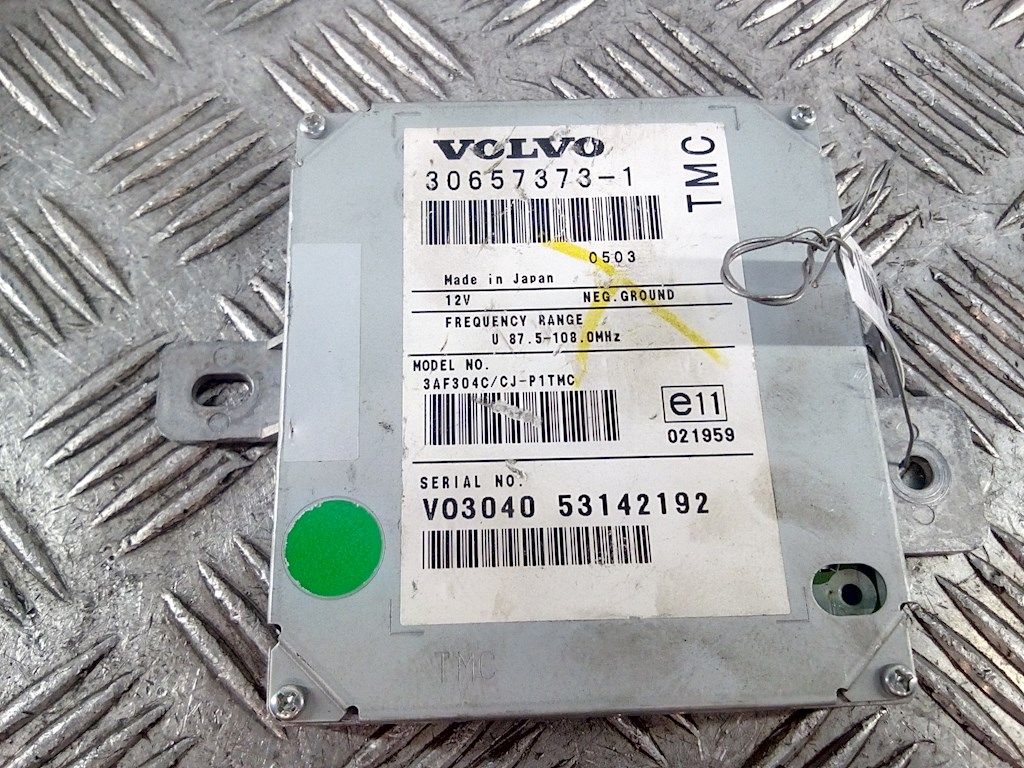 VOLVO
30657373-1
TMC
0503
Made in Japan
12V NEG.GROUND
FREQUENCY RANGE
U 87.5-108.0MHz
MODEL NO.
3AF304C/CJ-P1TMC
e11
021959
SERIAL NO.
VO3040 53142192
TMC